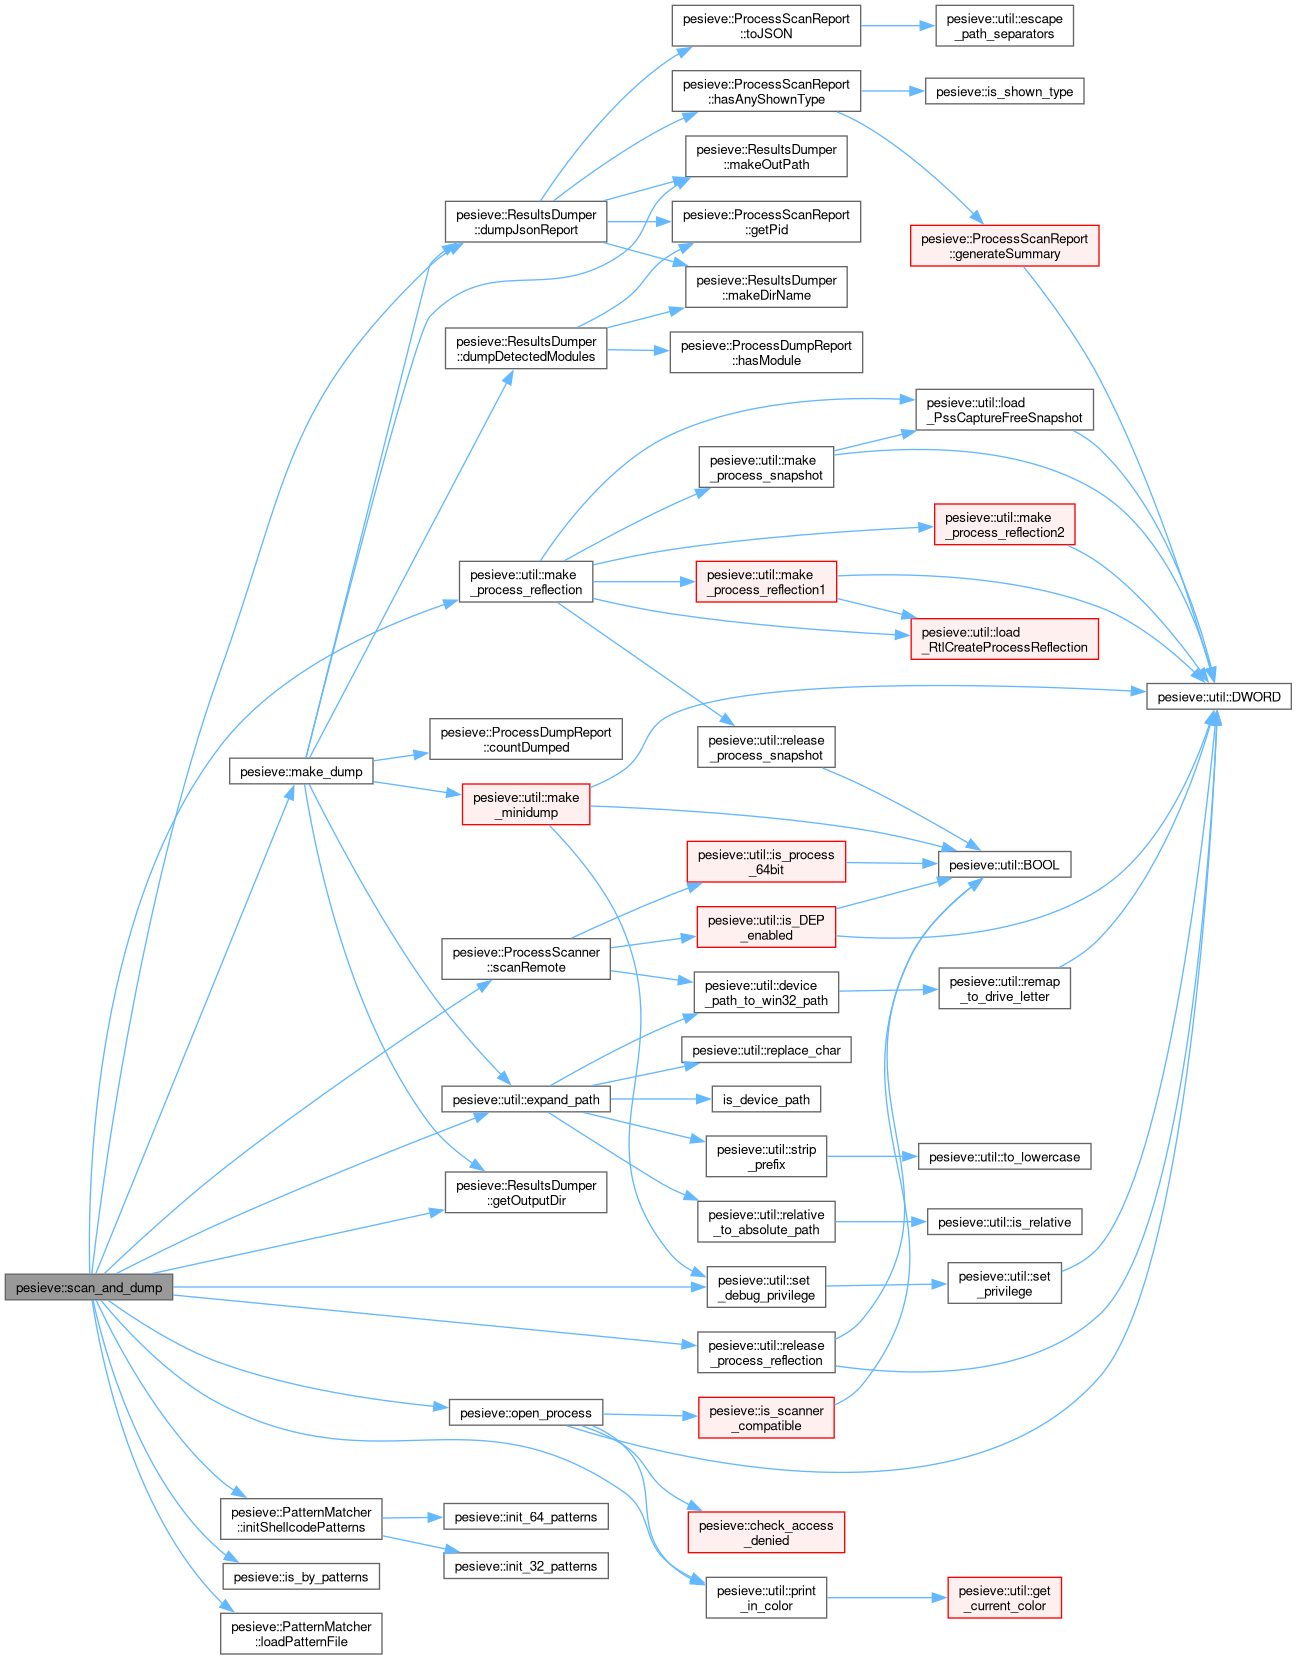 pesieve::ProcessScanReport
::toJSON
pesieve::util::escape
_path_separators
pesieve::ProcessScanReport
::hasAnyShownType
pesieve::is_shown_type
pesieve::ResultsDumper
::makeOutPath
pesieve::ResultsDumper
::dumpJsonReport
pesieve::ProcessScanReport
::getPid
pesieve::ProcessScanReport
::generateSummary
pesieve::ResultsDumper
::makeDirName
pesieve::ResultsDumper
::dumpDetectedModules
pesieve::ProcessDumpReport
::hasModule
pesieve::util::load
_PssCaptureFreeSnapshot
pesieve::util::make
_process_snapshot
pesieve::util::make
_process_reflection2
pesieve::util::make
_process_reflection
pesieve::util::make
_process_reflection1
pesieve::util::load
_RtlCreateProcessReflection
pesieve::util::DWORD
pesieve::ProcessDumpReport
::countDumped
pesieve::util::release
_process_snapshot
pesieve::make_dump
pesieve::util::make
_minidump
pesieve::util::is_process
_64bit
pesieve::util::BOOL
pesieve::util::is_DEP
_enabled
pesieve::ProcessScanner
::scanRemote
pesieve::util::device
_path_to_win32_path
pesieve::util::remap
_to_drive_letter
pesieve::util::replace_char
pesieve::util::expand_path
is_device_path
pesieve::util::strip
_prefix
pesieve::util::to_lowercase
pesieve::ResultsDumper
::getOutputDir
pesieve::util::relative
_to_absolute_path
pesieve::util::is_relative
pesieve::scan_and_dump
pesieve::util::set
_debug_privilege
pesieve::util::set
_privilege
pesieve::util::release
_process_reflection
pesieve::open_process
pesieve::is_scanner
_compatible
pesieve::PatternMatcher
::initShellcodePatterns
pesieve::init_64_patterns
pesieve::check_access
_denied
pesieve::init_32_patterns
pesieve::is_by_patterns
pesieve::util::print
_in_color
pesieve::util::get
_current_color
pesieve::PatternMatcher
::loadPatternFile